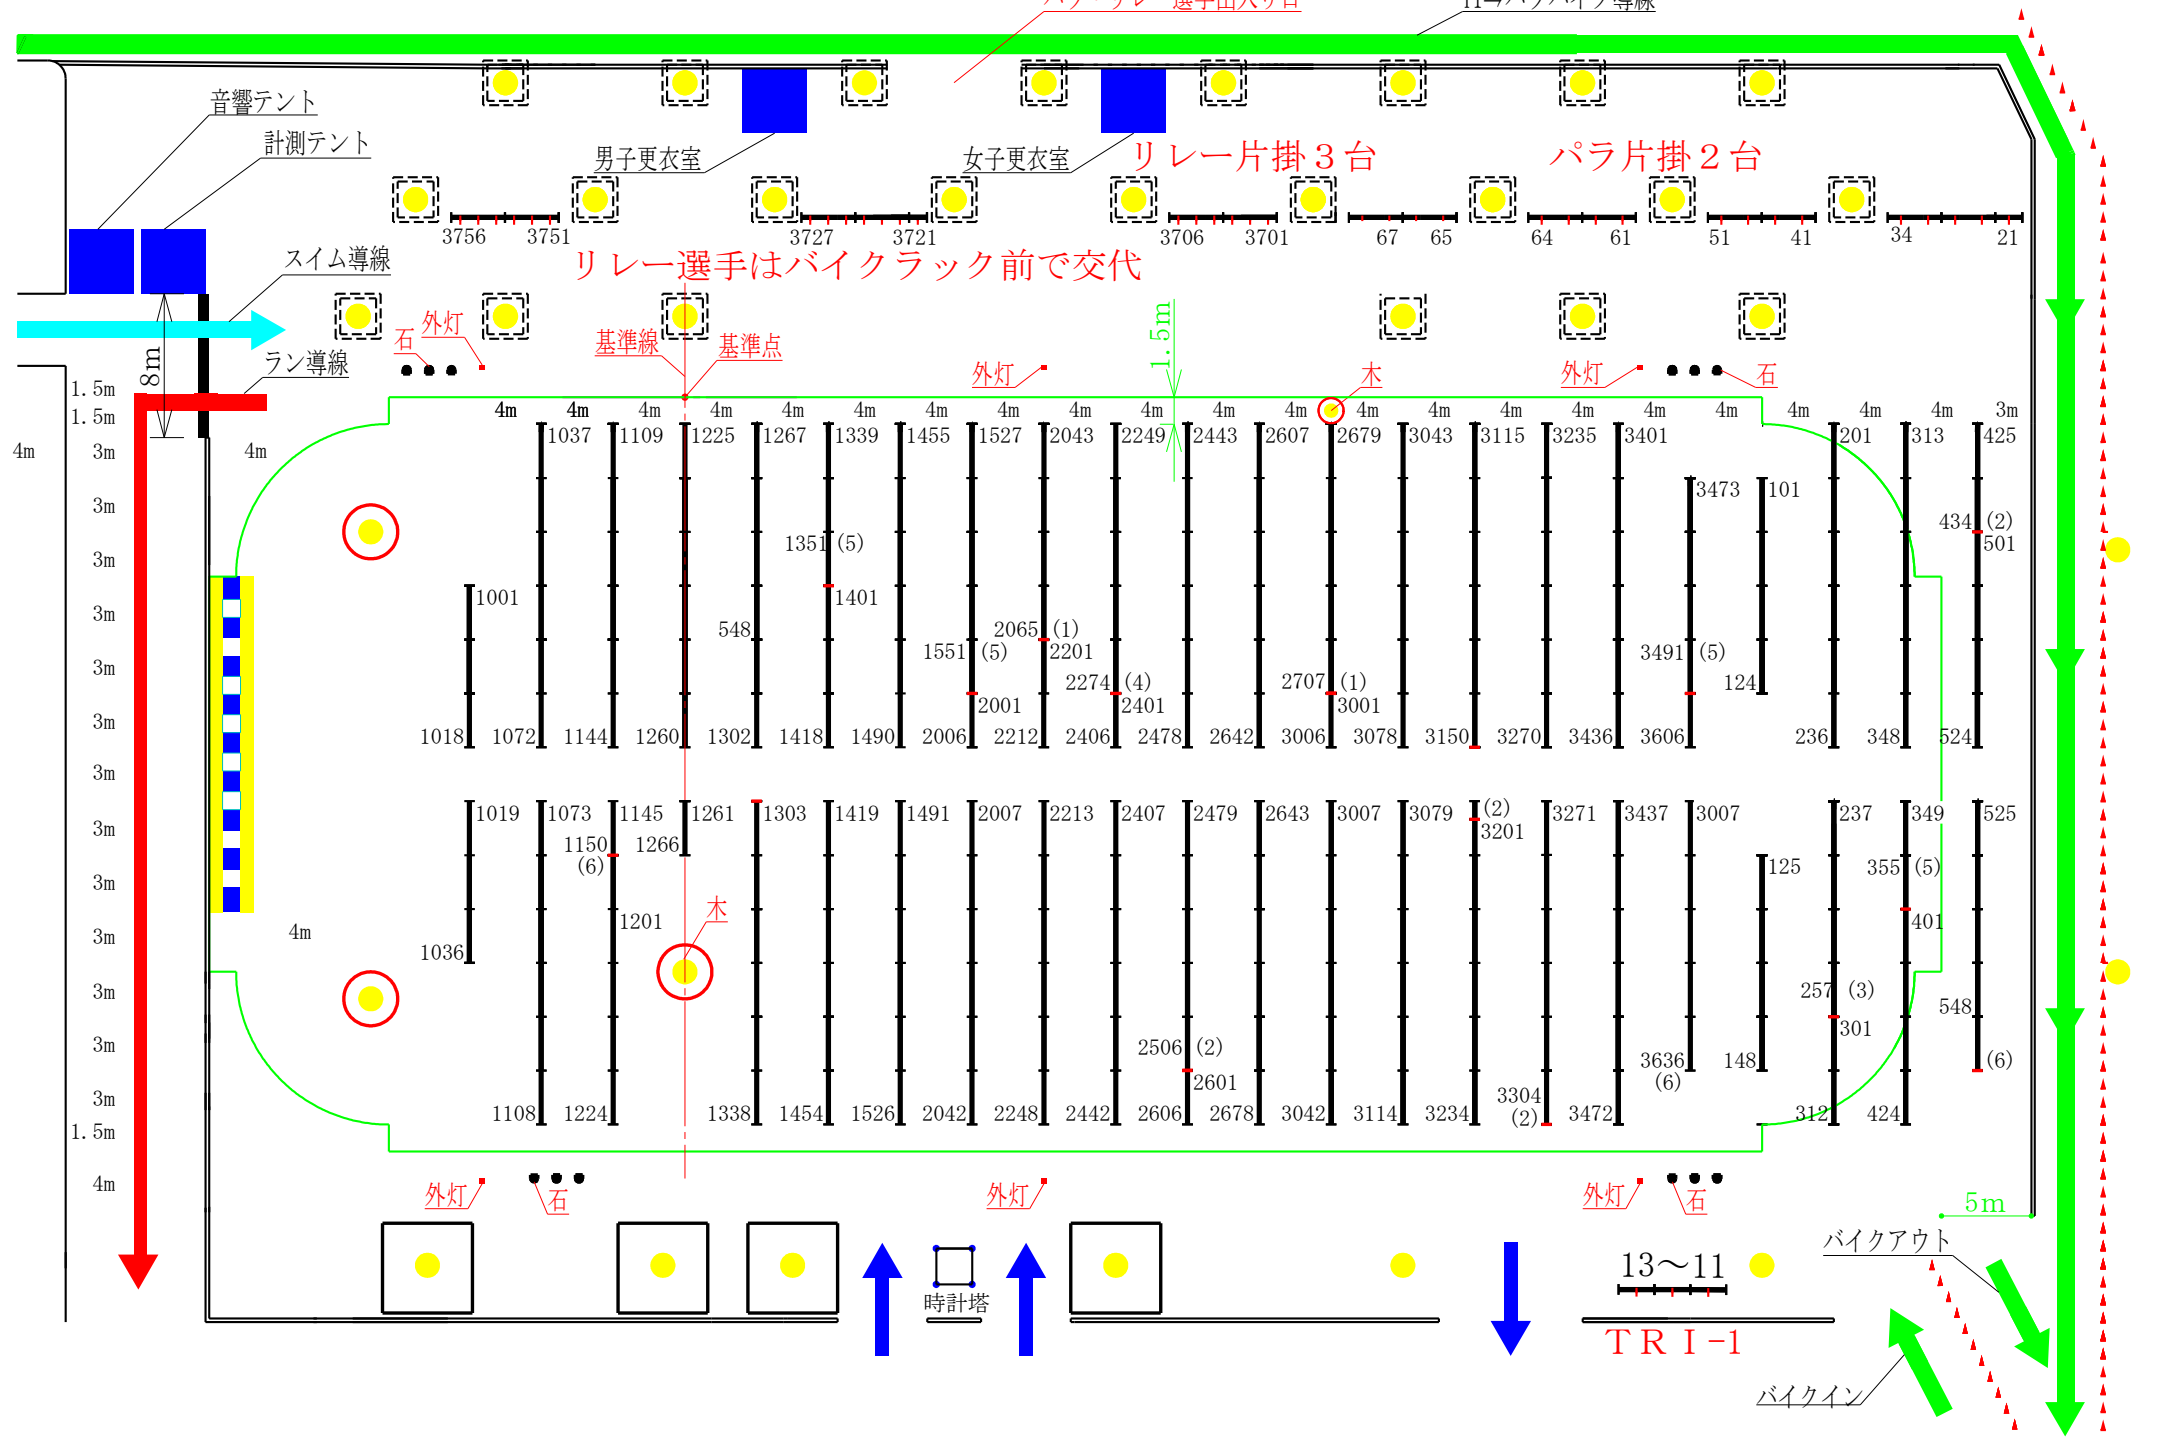 音響テント
計測テント
男子更衣室
女子更衣室
リレー片掛３台
パラ片掛２台
3756 3751 3727 3721 3706 3701 67 65 64 61 51 41 34 21
リレー選手はバイクラック前で交代
スイム導線
石 外灯
基準線 基準点
1.5m
ラン導線
8m
外灯 木 外灯 石
1.5m
1.5m
4m 4m 4m 4m 4m 4m 4m 4m 4m 4m 4m 4m 4m 4m 4m 4m 4m 4m 4m 4m 4m 3m
4m 3m 4m
1037 1109 1225 1267 1339 1455 1527 2043 2249 2443 2607 2679 3043 3115 3235 3401 201 313 425
3473 101
3m
434 (2)
501
1351 (5)
3m
1001 1401
3m
548 2065 (1)
1551 (5) 2201 3491 (5)
3m
2274 (4) 2707 (1) 124
2001 2401 3001
3m
1018 1072 1144 1260 1302 1418 1490 2006 2212 2406 2478 2642 3006 3078 3150 3270 3436 3606 236 348 524
3m
1019 1073 1145 1261 1303 1419 1491 2007 2213 2407 2479 2643 3007 3079 (2) 3271 3437 3007 237 349 525
3m
3201
1150 1266
(6)
125 355 (5)
3m
木
1201 401
3m 4m
1036
3m
257 (3)
548
301
3m
2506 (2)
3636 148 (6)
(6)
2601
3m
3304
1108 1224 1338 1454 1526 2042 2248 2442 2606 2678 3042 3114 3234 (2) 3472 312 424
1.5m
4m
外灯 石 外灯 外灯 石
5m
バイクアウト
13～11
時計塔
ＴＲＩ-1
バイクイン